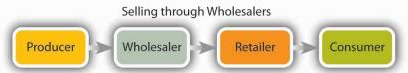 Selling through Wholesalers
Producer Wholesaler Retailer Consumer